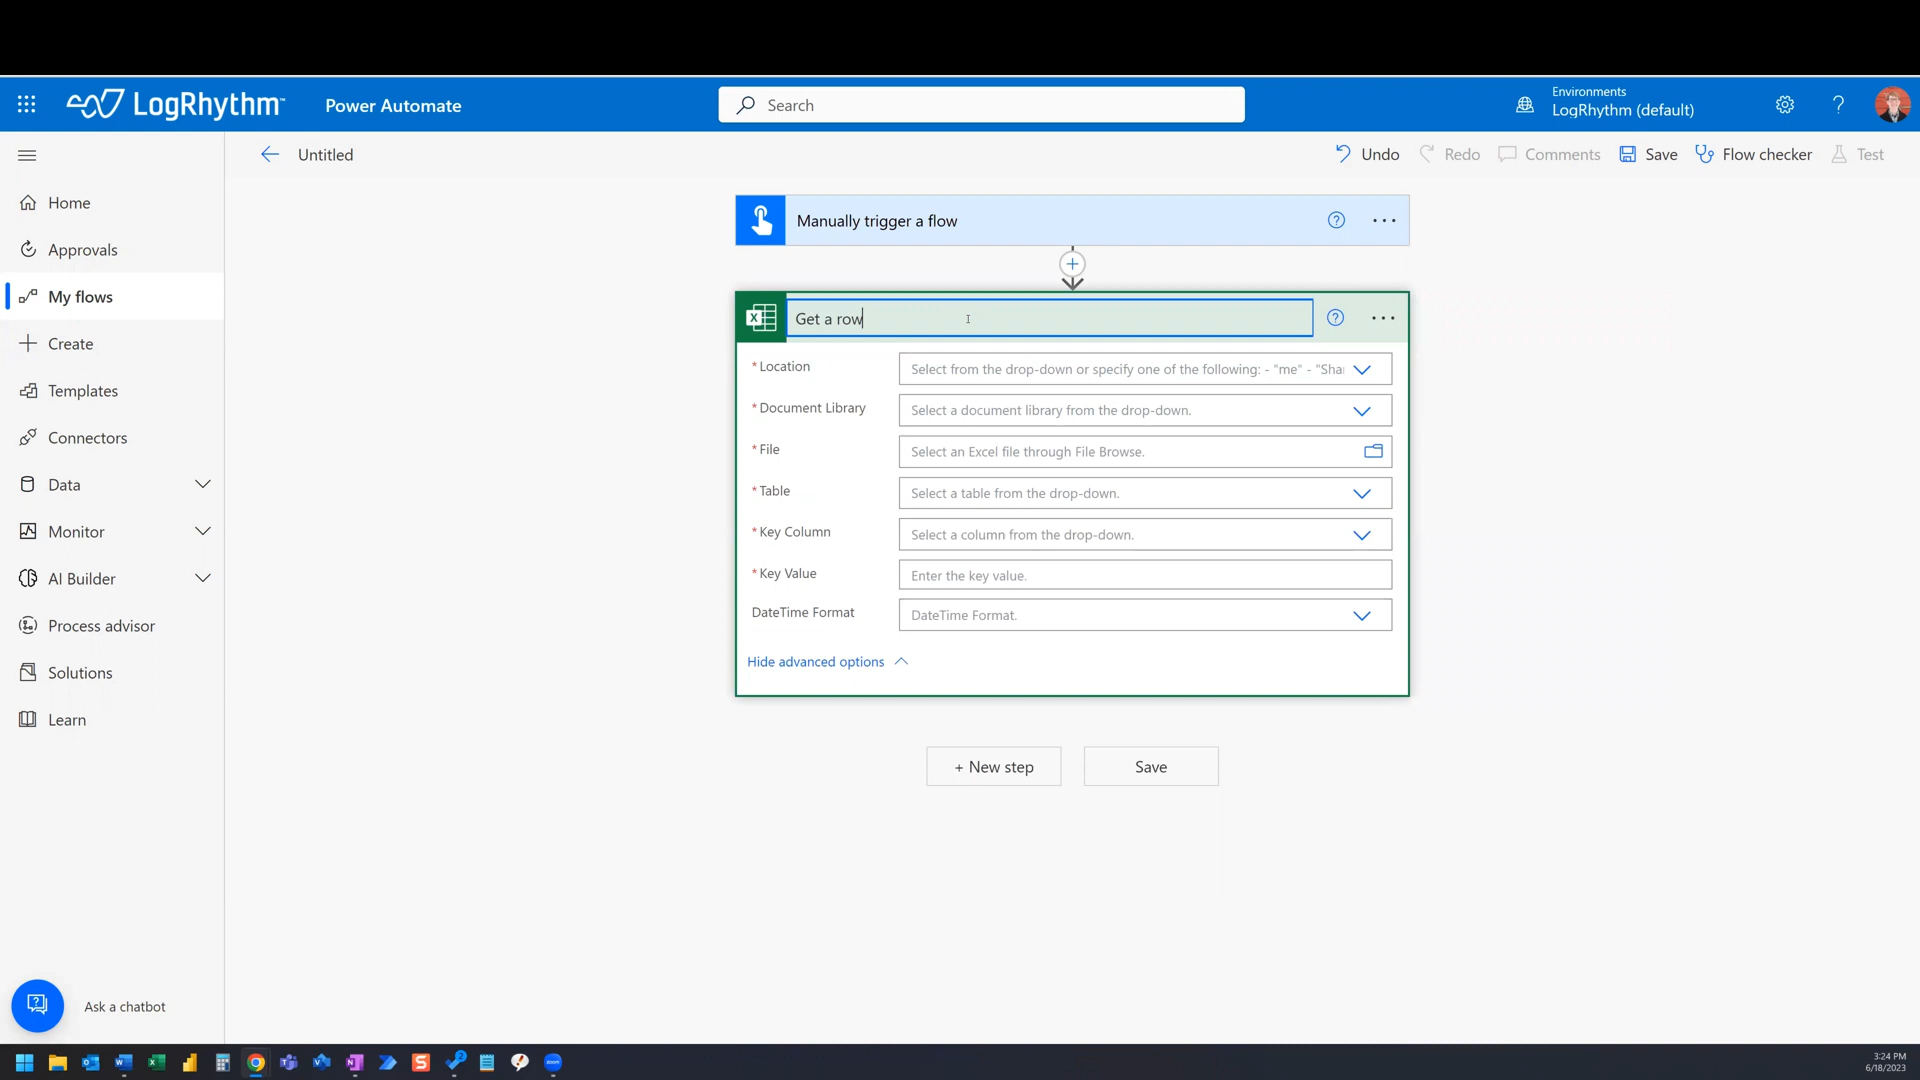 LogRhythm™
Power Automate
Search
Environments
LogRhythm (default)
Untitled
Undo
Redo
Comments
Save
Flow checker
Test
Home
Approvals
My flows
Create
Templates
Connectors
Data
Monitor
AI Builder
Process advisor
Solutions
Learn
Ask a chatbot
Manually trigger a flow
Get a row
* Location
Select from the drop-down or specify one of the following: - "me" - "Sha
* Document Library
Select a document library from the drop-down.
* File
Select an Excel file through File Browse.
* Table
Select a table from the drop-down.
* Key Column
Select a column from the drop-down.
* Key Value
Enter the key value.
DateTime Format
DateTime Format.
Hide advanced options
+ New step
Save
3:24 PM
6/18/2023